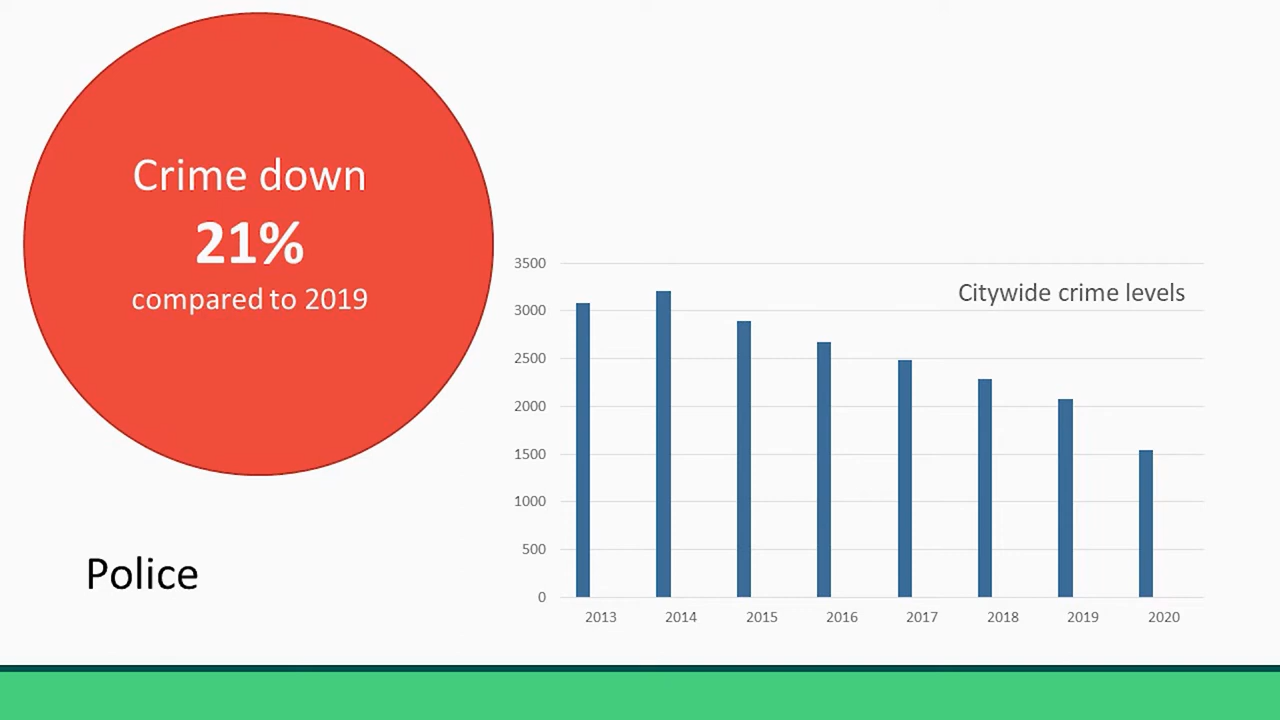 Crime down
21%
compared to 2019
Police
Citywide crime levels
3500
3000
2500
2000
1500
1000
500
0
2013 2014 2015 2016 2017 2018 2019 2020